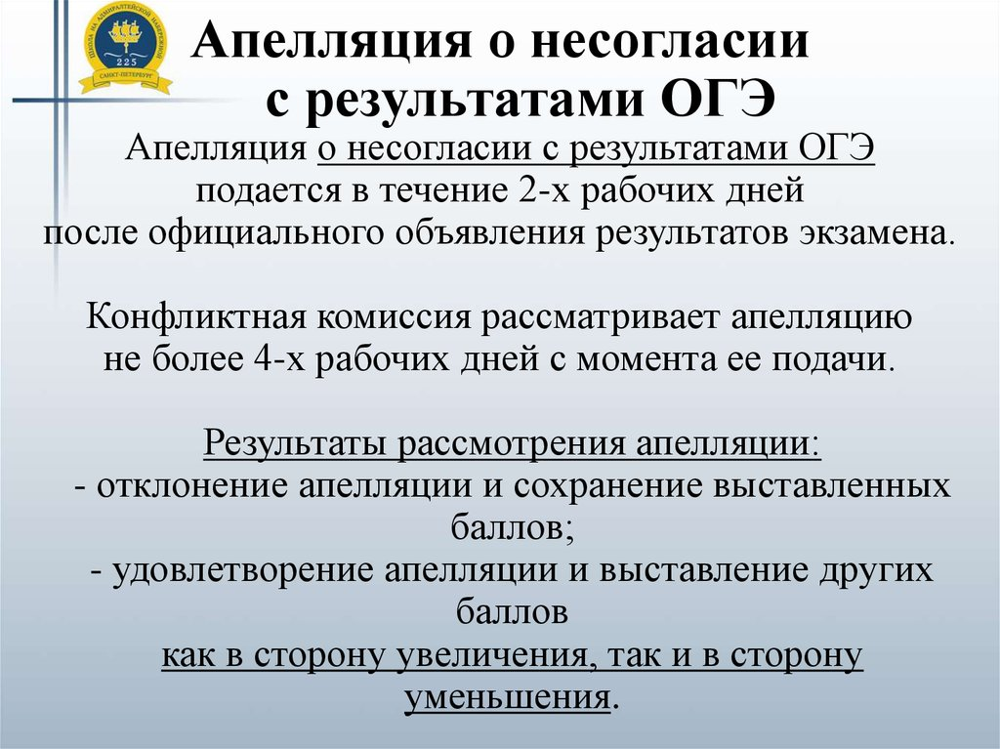 ШКОЛА НА АДМИРАЛТЕЙСКОЙ НАБЕРЕЖНОЙ
225
САНКТ-ПЕТЕРБУРГ
Апелляция о несогласии
с результатами ОГЭ
Апелляция о несогласии с результатами ОГЭ
подается в течение 2-х рабочих дней
после официального объявления результатов экзамена.
Конфликтная комиссия рассматривает апелляцию
не более 4-х рабочих дней с момента ее подачи.
Результаты рассмотрения апелляции:
- отклонение апелляции и сохранение выставленных
баллов;
- удовлетворение апелляции и выставление других
баллов
как в сторону увеличения, так и в сторону
уменьшения.